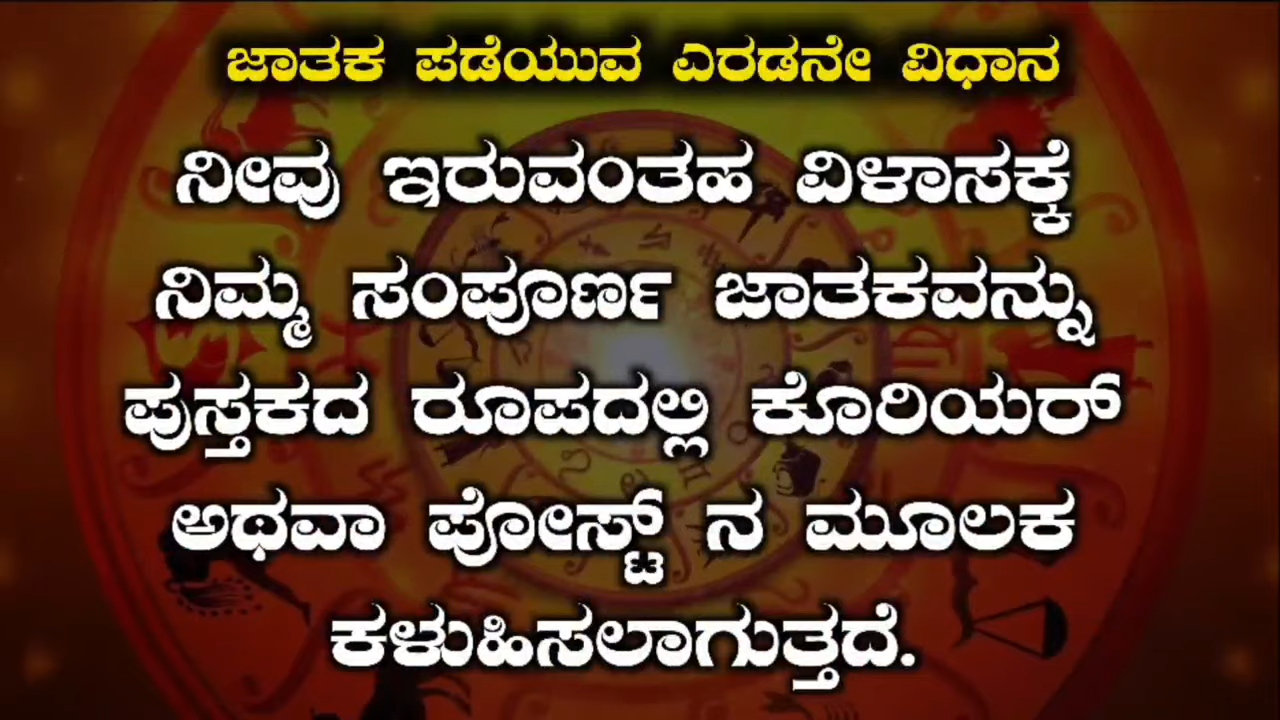 ಜಾತಕ ಪಡೆಯುವ ಎರಡನೇ ವಿಧಾನ
ನೀವು ಇರುವಂತಹ ವಿಳಾಸಕ್ಕೆ
ನಿಮ್ಮ ಸಂಪೂರ್ಣ ಜಾತಕವನ್ನು
ಪುಸ್ತಕದ ರೂಪದಲ್ಲಿ ಕೊರಿಯರ್
ಅಥವಾ ಪೋಸ್ಟ್ ನ ಮೂಲಕ
ಕಳುಹಿಸಲಾಗುತ್ತದೆ.